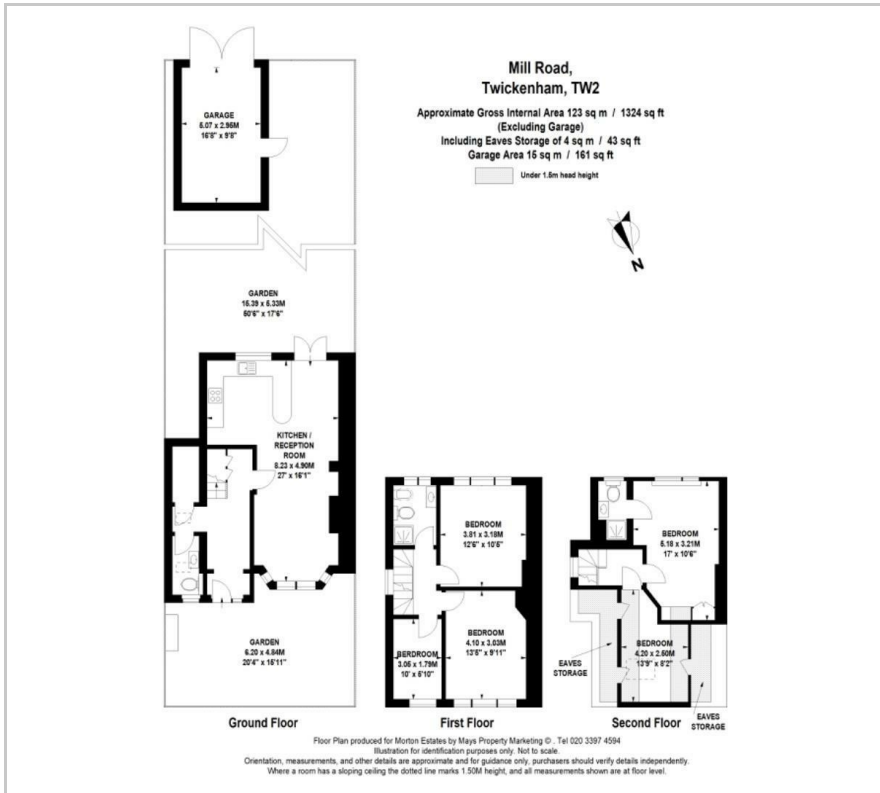 Mill Road,
Twickenham, TW2
Approximate Gross Internal Area 123 sq m / 1324 sq ft
(Excluding Garage)
Including Eaves Storage of 4 sq m / 43 sq ft
Garage Area 15 sq m / 161 sq ft
Under 1.5m head height
N
GARAGE
5.07 x 2.95M
16'8" x 9'8"
GARDEN
15.39 x 5.33M
50'6" x 17'6"
KITCHEN /
RECEPTION
ROOM
8.23 x 4.90M
27' x 16'1"
GARDEN
6.20 x 4.84M
20'4" x 15'11"
Ground Floor
BEDROOM
3.81 x 3.18M
12'6" x 10'5"
BEDROOM
4.10 x 3.03M
13'5" x 9'11"
BERDROOM
3.05 x 1.79M
10' x 5'10"
First Floor
BEDROOM
5.18 x 3.21M
17' x 10'6"
BEDROOM
4.20 x 2.50M
13'9" x 8'2"
EAVES
STORAGE
EAVES
STORAGE
Second Floor
Floor Plan produced for Morton Estates by Mays Property Marketing © . Tel 020 3397 4594
Illustration for identification purposes only. Not to scale.
Orientation, measurements, and other details are approximate and for guidance only, purchasers should verify details independently.
Where a room has a sloping ceiling the dotted line marks 1.50M height, and all measurements shown are at floor level.